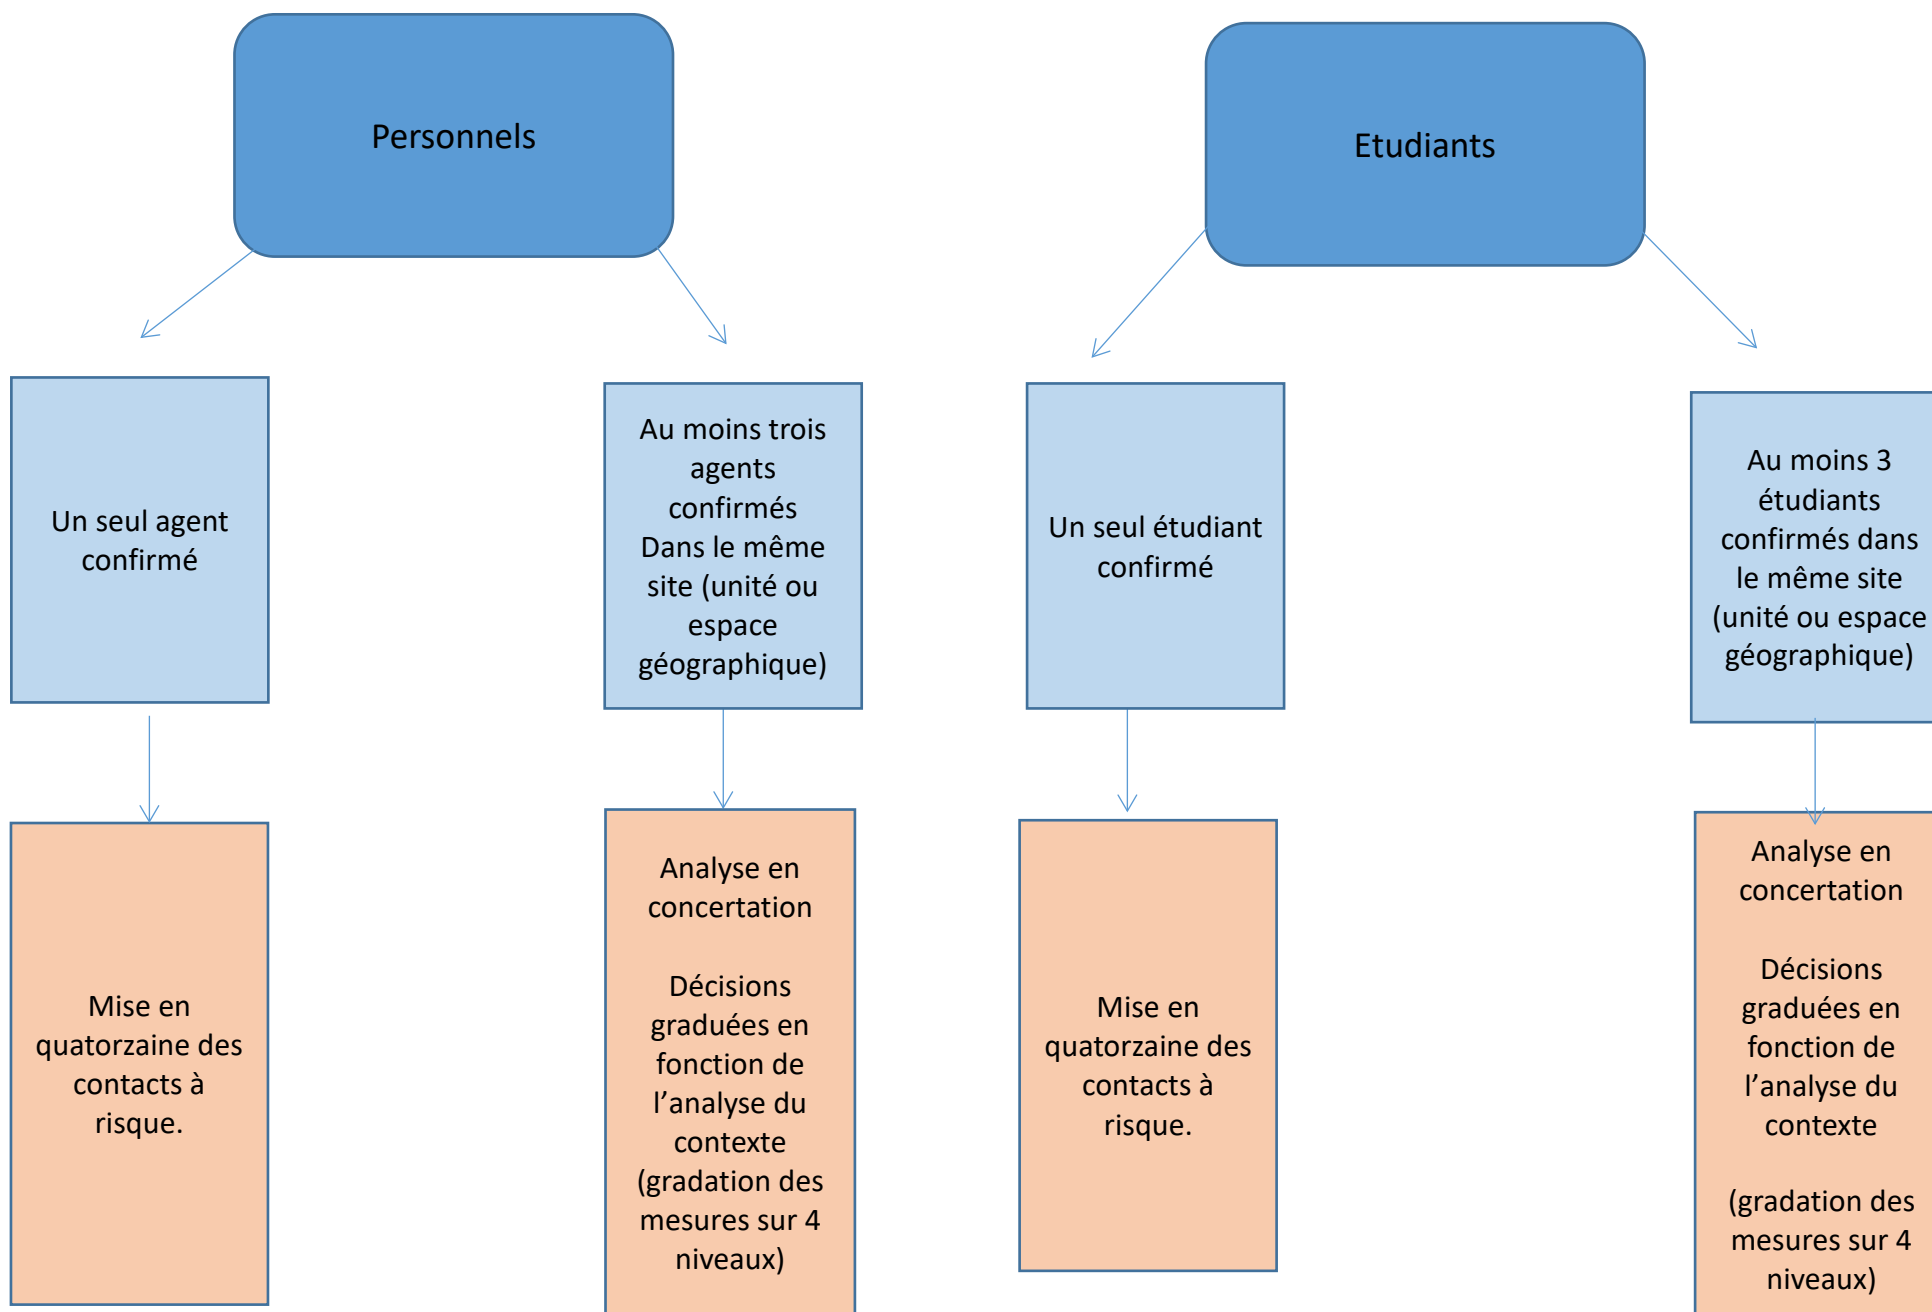 Personnels
Etudiants
Un seul agent
confirmé
Au moins trois
agents
confirmés
Dans le même
site (unité ou
espace
géographique)
Un seul étudiant
confirmé
Au moins 3
étudiants
confirmés dans
le même site
(unité ou espace
géographique)
Mise en
quatorzaine des
contacts à
risque.
Analyse en
concertation
Décisions
graduées en
fonction de
l’analyse du
contexte
(gradation des
mesures sur 4
niveaux)
Mise en
quatorzaine des
contacts à
risque.
Analyse en
concertation
Décisions
graduées en
fonction de
l’analyse du
contexte
(gradation des
mesures sur 4
niveaux)